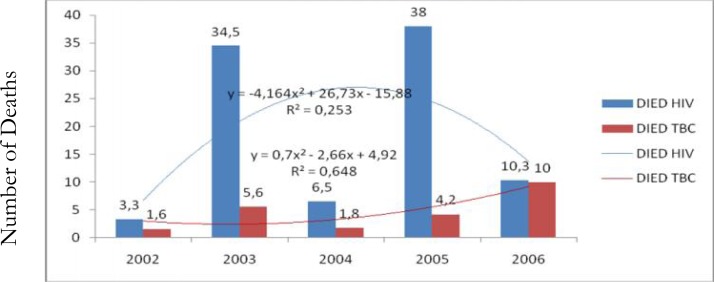 Number of Deaths
40
35
30
25
20
15
10
5
0
3,3
1,6
34,5
5,6
6,5
1,8
38
4,2
10,3
10
y = -4,164x² + 26,73x - 15,88
R² = 0,253
y = 0,7x² - 2,66x + 4,92
R² = 0,648
2002
2003
2004
2005
2006
DIED HIV
DIED TBC
DIED HIV
DIED TBC